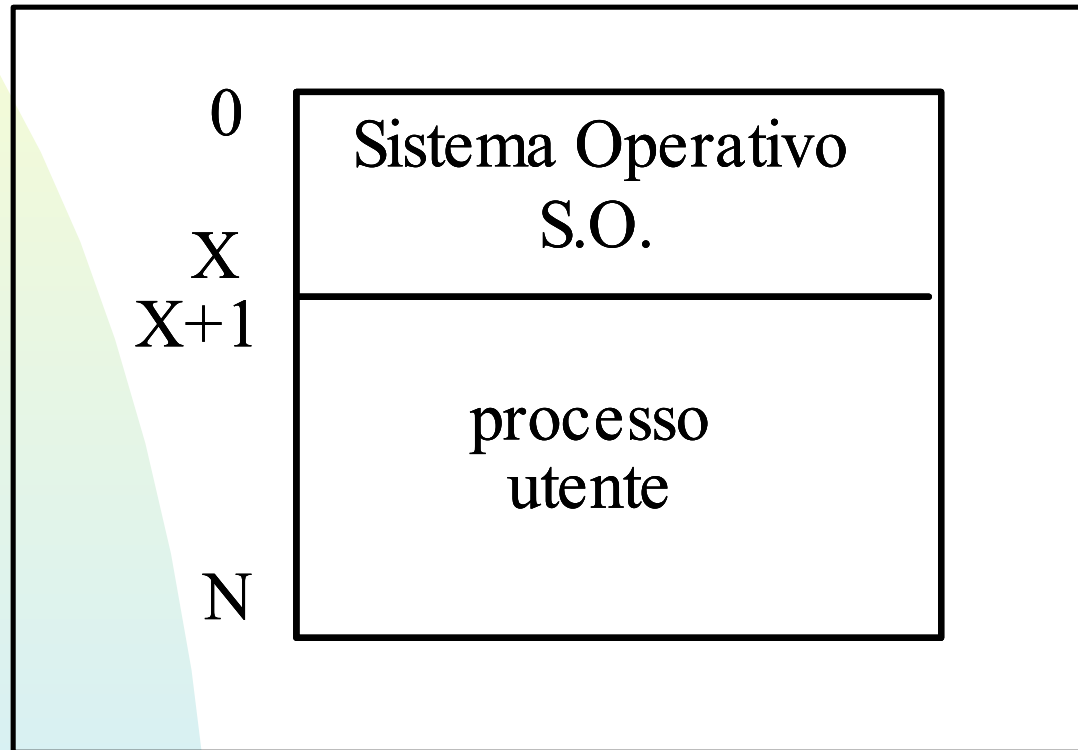 0
Sistema Operativo
S.O.
X
X+1
processo
utente
N